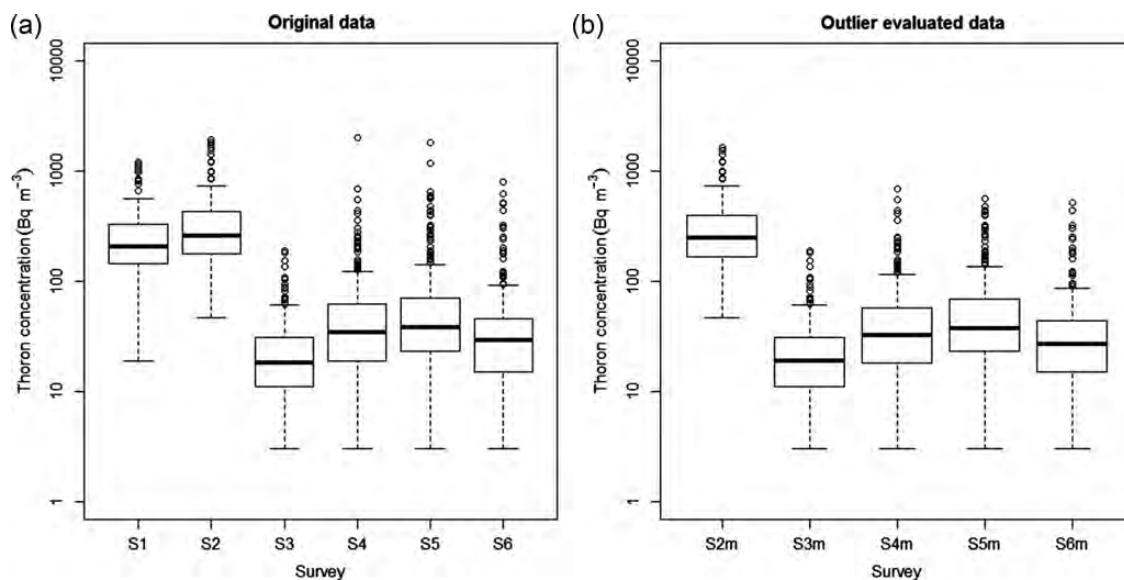 (a)
Original data
Thoron concentration (Bq m⁻³)
10000
1000
100
10
1
S1 S2 S3 S4 S5 S6
Survey
(b)
Outlier evaluated data
Thoron concentration (Bq m⁻³)
10000
1000
100
10
1
S2m S3m S4m S5m S6m
Survey